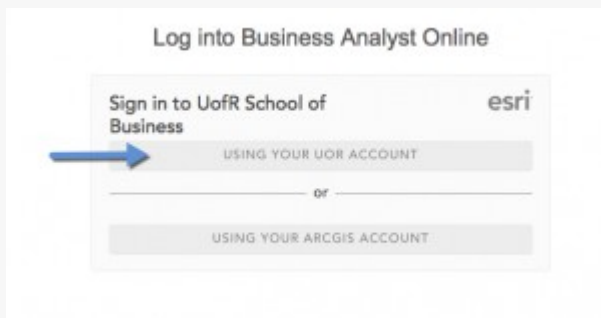 Log into Business Analyst Online
Sign in to UofR School of
Business
esri
USING YOUR UOR ACCOUNT
or
USING YOUR ARCGIS ACCOUNT